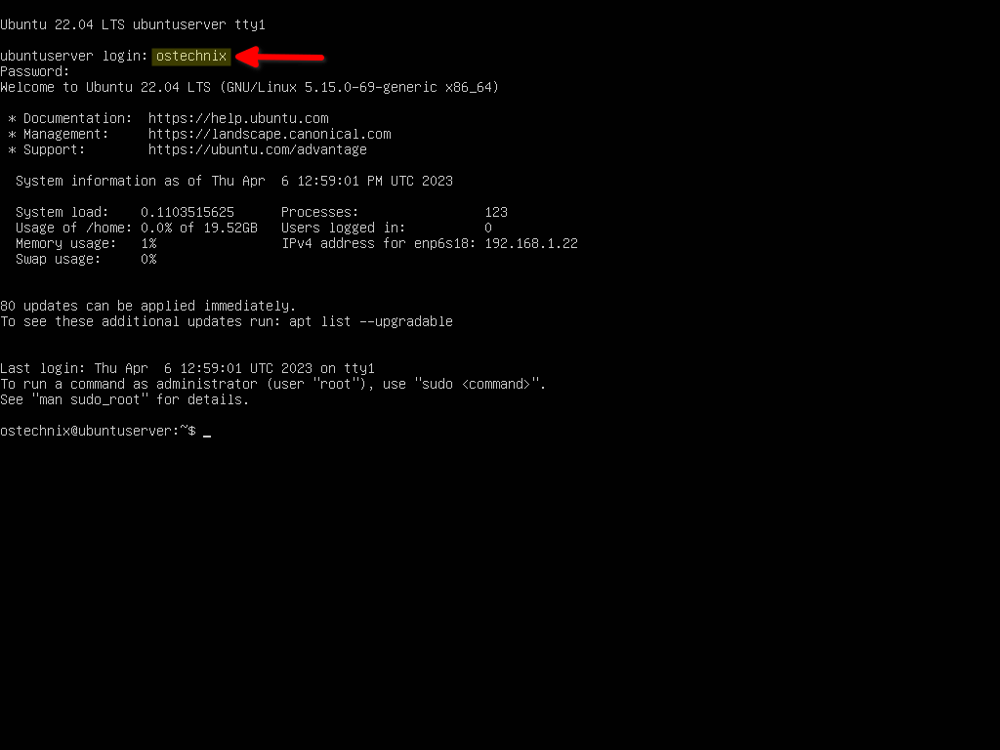 Ubuntu 22.04 LTS ubuntuserver tty1
ubuntuserver login: ostechnix
Password:
Welcome to Ubuntu 22.04 LTS (GNU/Linux 5.15.0-69-generic x86_64)
* Documentation:  https://help.ubuntu.com
* Management:     https://landscape.canonical.com
* Support:        https://ubuntu.com/advantage
System information as of Thu Apr  6 12:59:01 PM UTC 2023
System load:    0.1103515625      Processes:                123
Usage of /home: 0.0% of 19.52GB   Users logged in:          0
Memory usage:   1%                IPv4 address for enp6s18: 192.168.1.22
Swap usage:     0%
80 updates can be applied immediately.
To see these additional updates run: apt list --upgradable
Last login: Thu Apr  6 12:59:01 UTC 2023 on tty1
To run a command as administrator (user "root"), use "sudo <command>".
See "man sudo_root" for details.
ostechnix@ubuntuserver:~$ _